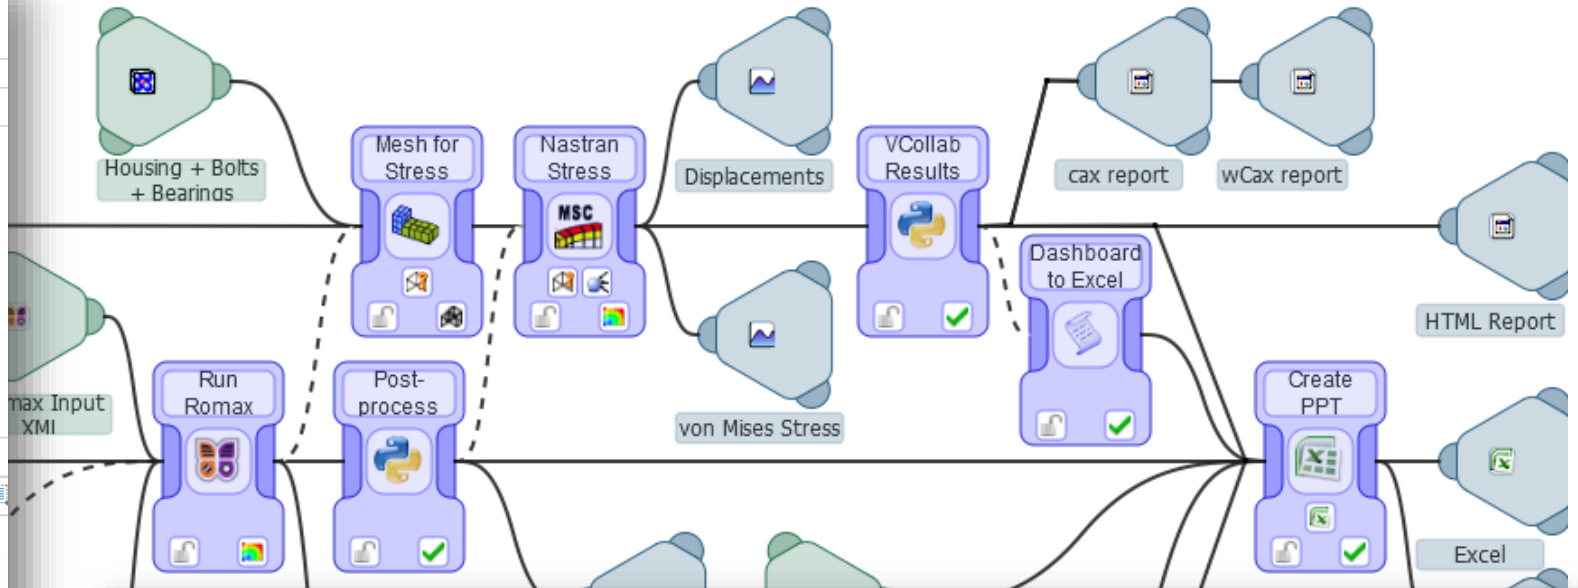 Housing + Bolts
+ Bearings
Mesh for
Stress
Nastran
Stress
MSC
Displacements
VCollab
Results
cax report
wCax report
Dashboard
to Excel
HTML Report
max Input
XML
Run
Romax
Post-
process
von Mises Stress
Create
PPT
Excel